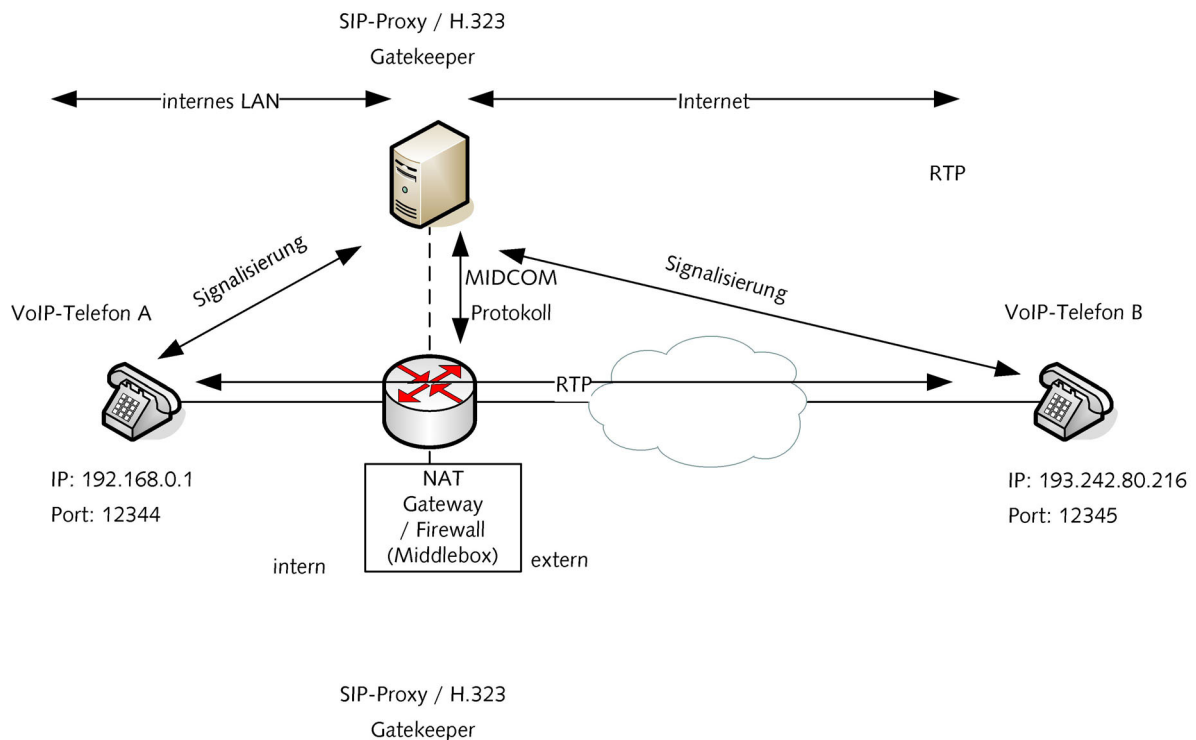 SIP-Proxy / H.323
Gatekeeper
internes LAN
Internet
RTP
Signalisierung
MIDCOM
Protokoll
Signalisierung
VoIP-Telefon A
VoIP-Telefon B
RTP
IP: 192.168.0.1
Port: 12344
NAT
Gateway
/ Firewall
(Middlebox)
intern
extern
IP: 193.242.80.216
Port: 12345
SIP-Proxy / H.323
Gatekeeper